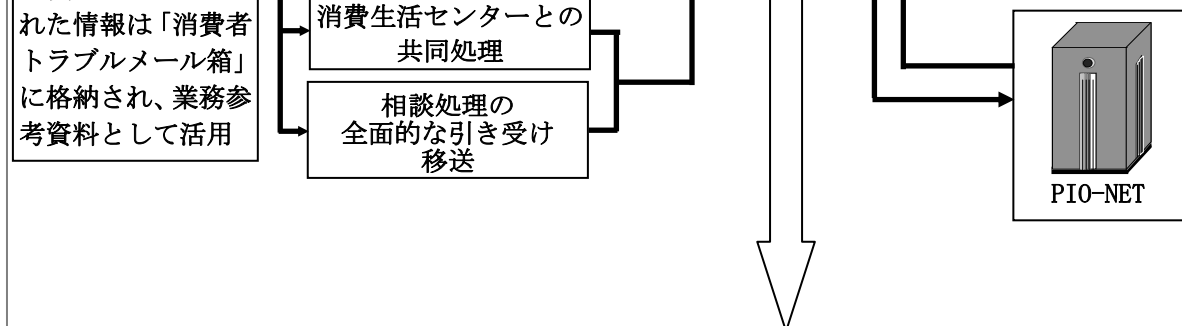 れた情報は「消費者
トラブルメール箱」
に格納され、業務参
考資料として活用
消費生活センターとの
共同処理
相談処理の
全面的な引き受け
移送
PIO-NET